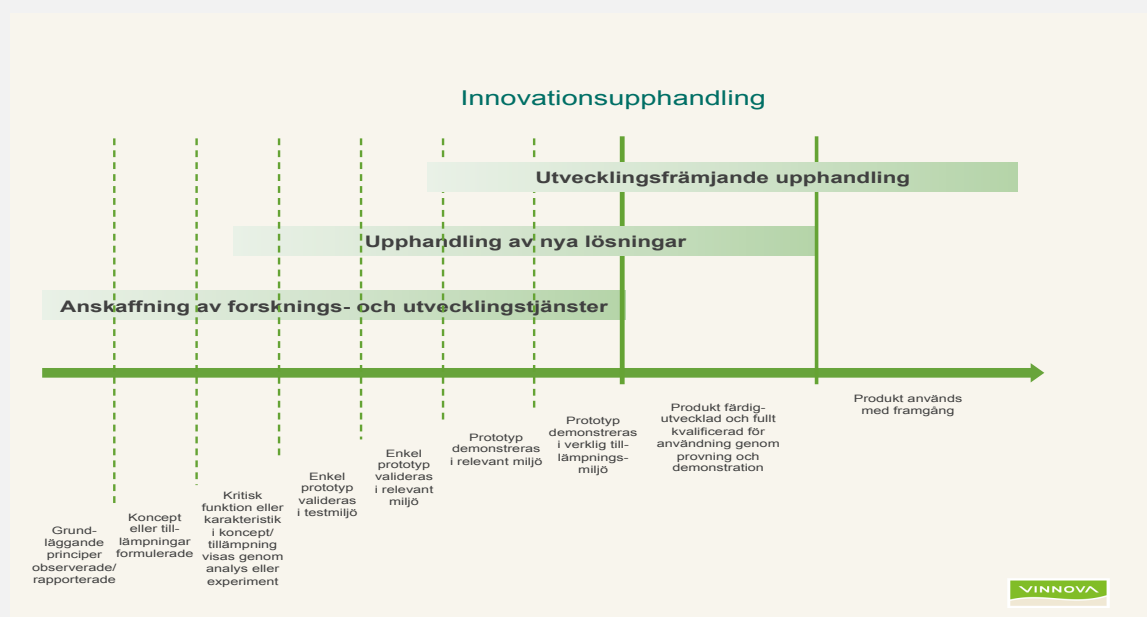 Innovationsupphandling
Utvecklingsfrämjande upphandling
Upphandling av nya lösningar
Anskaffning av forsknings- och utvecklingstjänster
Grund-
läggande
principer
observerade/
rapporterade
Koncept
eller till-
lämpningar
formulerade
Kritisk
funktion eller
karakteristik
i koncept/
tillämpning
visas genom
analys eller
experiment
Enkel
prototyp
valideras
i testmiljö
Enkel
prototyp
valideras
i relevant
miljö
Prototyp
demonstreras
i relevant miljö
Prototyp
demonstreras
i verklig till-
lämpnings-
miljö
Produkt färdig-
utvecklad och fullt
kvalificerad för
användning genom
provning och
demonstration
Produkt används
med framgång
VINNOVA